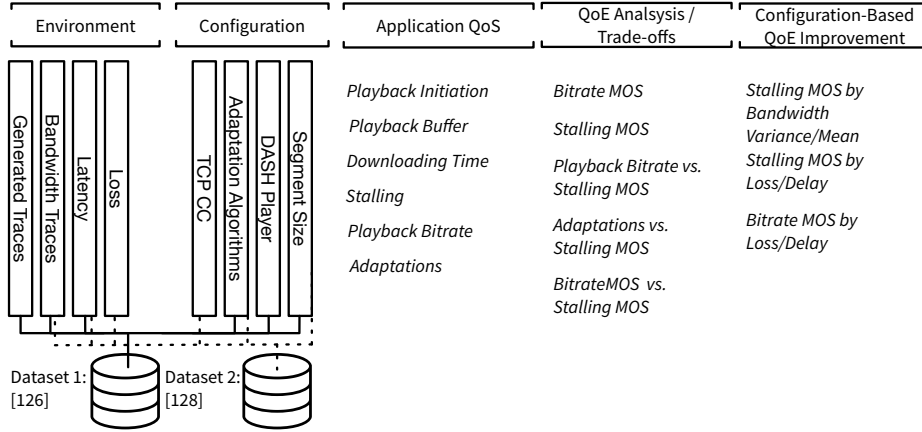 Environment
Configuration
Application QoS
QoE Analsysis /
Trade-offs
Configuration-Based
QoE Improvement
Generated Traces
Bandwidth Traces
Latency
Loss
TCP CC
Adaptation Algorithms
DASH Player
Segment Size
Playback Initiation
Playback Buffer
Downloading Time
Stalling
Playback Bitrate
Adaptations
Bitrate MOS
Stalling MOS
Playback Bitrate vs.
Stalling MOS
Adaptations vs.
Stalling MOS
BitrateMOS vs.
Stalling MOS
Stalling MOS by
Bandwidth
Variance/Mean
Stalling MOS by
Loss/Delay
Bitrate MOS by
Loss/Delay
Dataset 1:
[126]
Dataset 2:
[128]